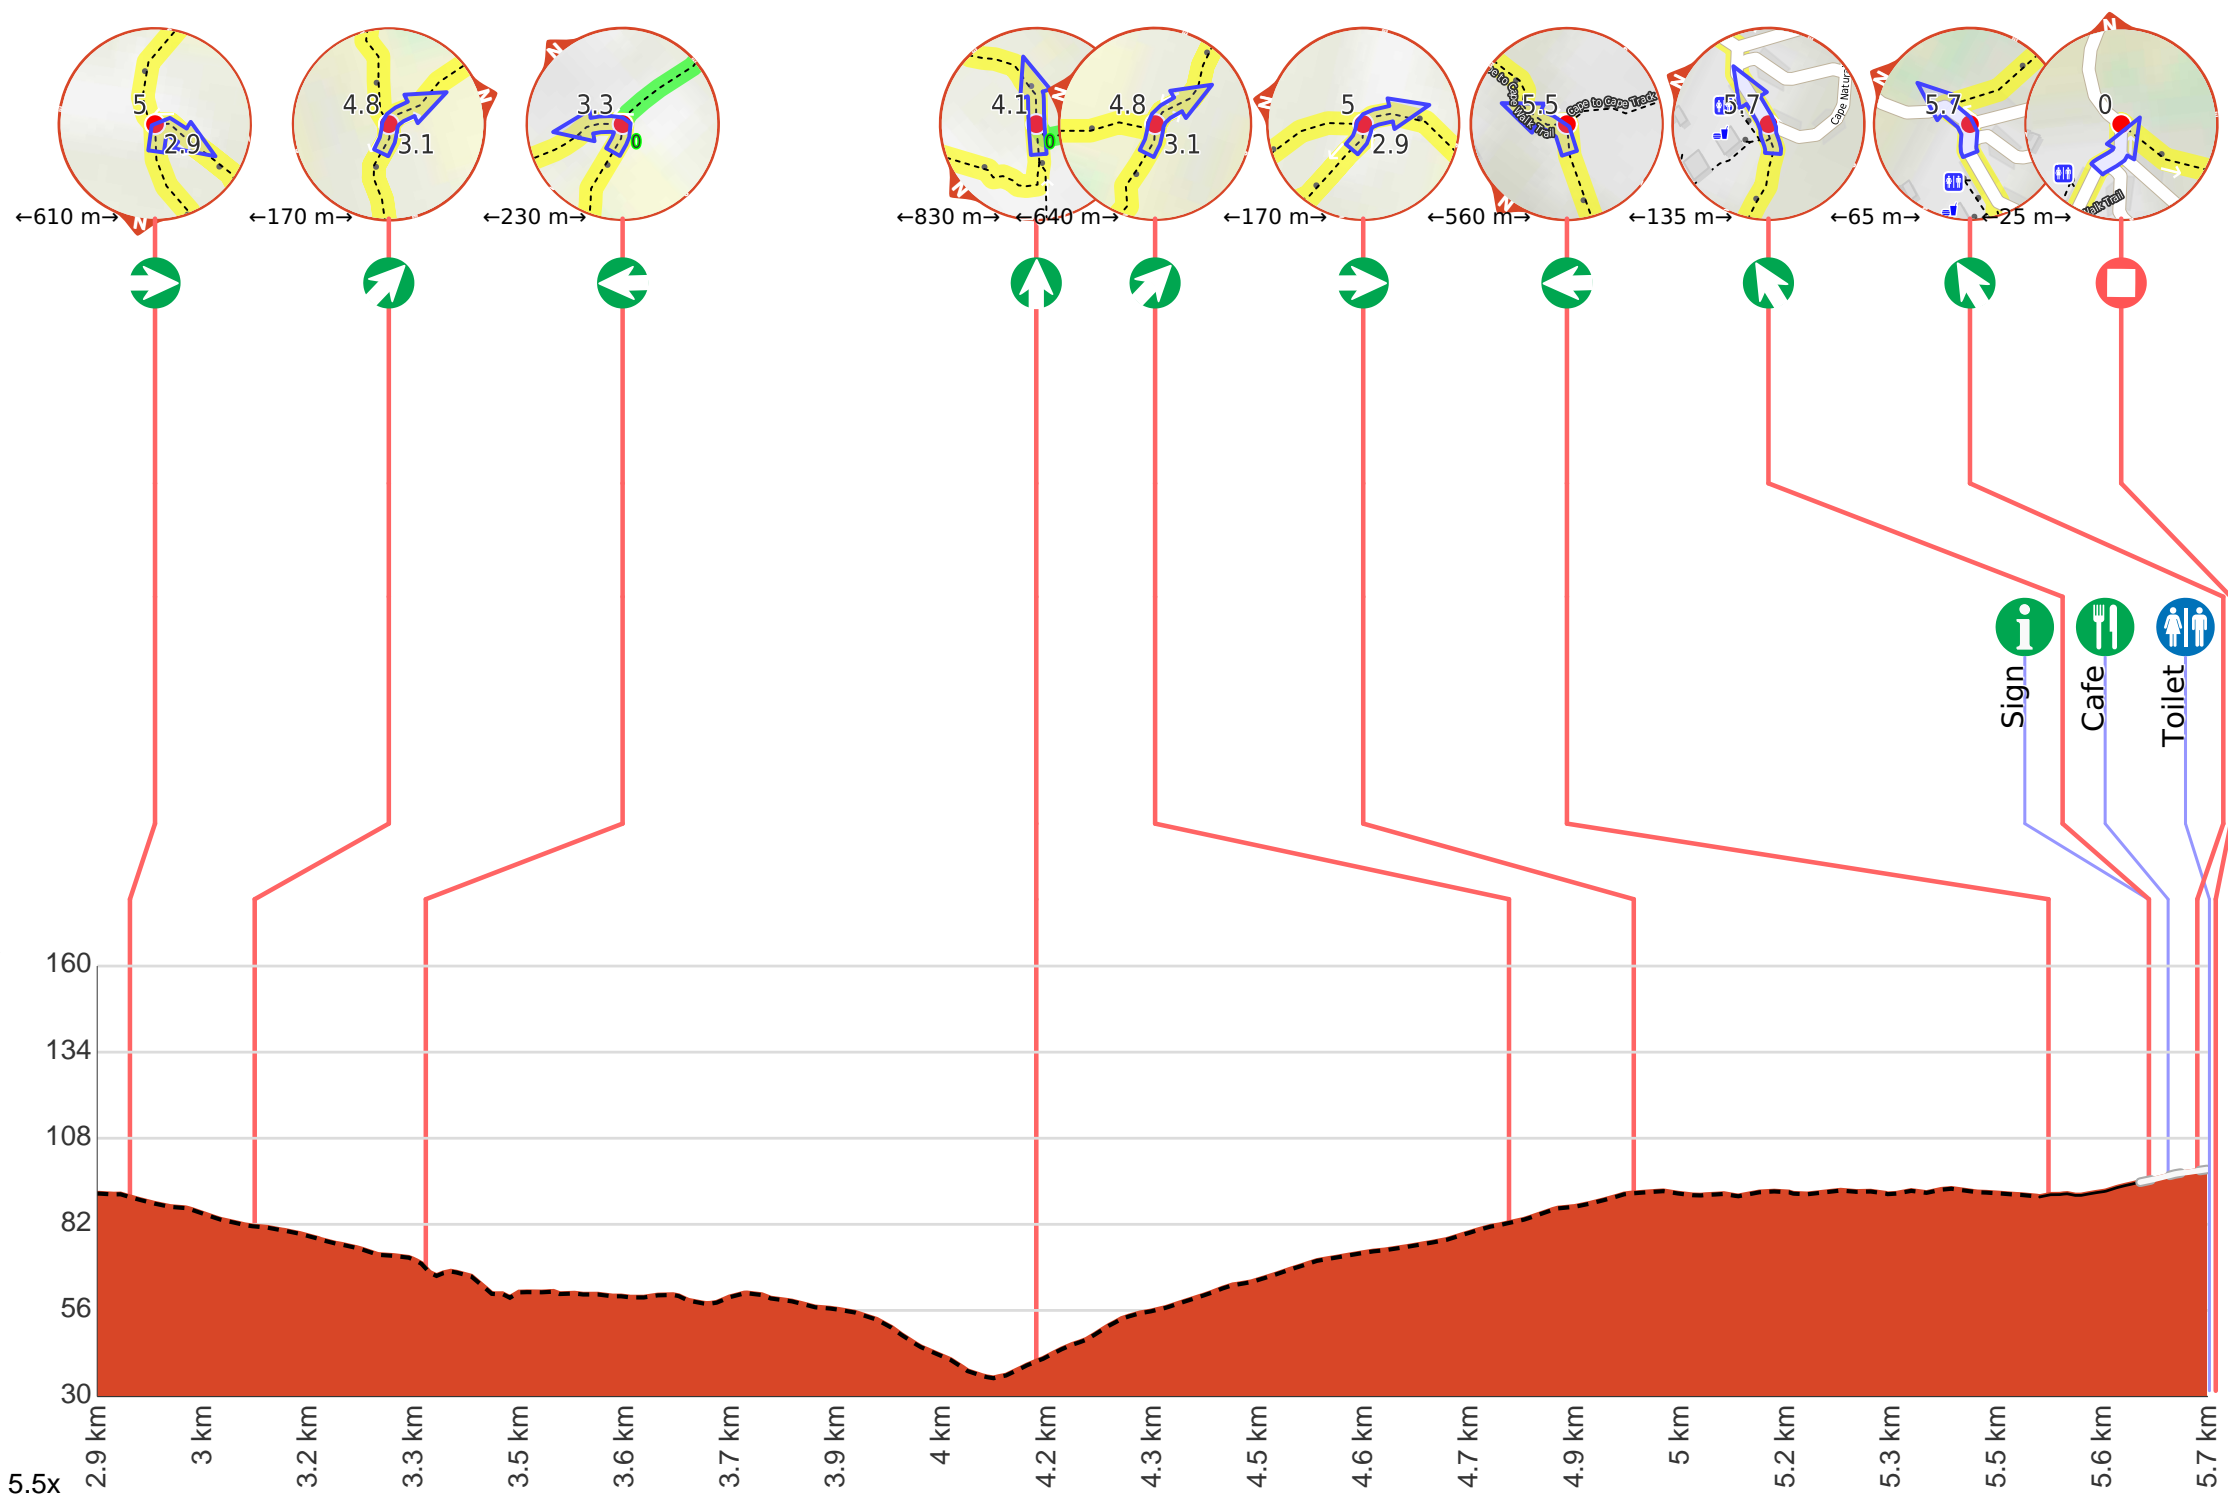 N
N
N
N
N
N
N
N
N
N
5
2.9
4.8
3.1
3.3
0
4.1
0
4.8
3.1
5
2.9
5.5
Cape to Cape Track
Walk Trail
5.7
5.7
0
Walk Trail
←610 m→
←170 m→
←230 m→
←830 m→
←640 m→
←170 m→
←560 m→
←135 m→
←65 m→
←25 m→
Sign
Cafe
Toilet
160
134
108
82
56
30
2.9 km
3 km
3.2 km
3.3 km
3.5 km
3.6 km
3.7 km
3.9 km
4 km
4.2 km
4.3 km
4.5 km
4.6 km
4.7 km
4.9 km
5 km
5.2 km
5.3 km
5.5 km
5.6 km
5.7 km
5.5x